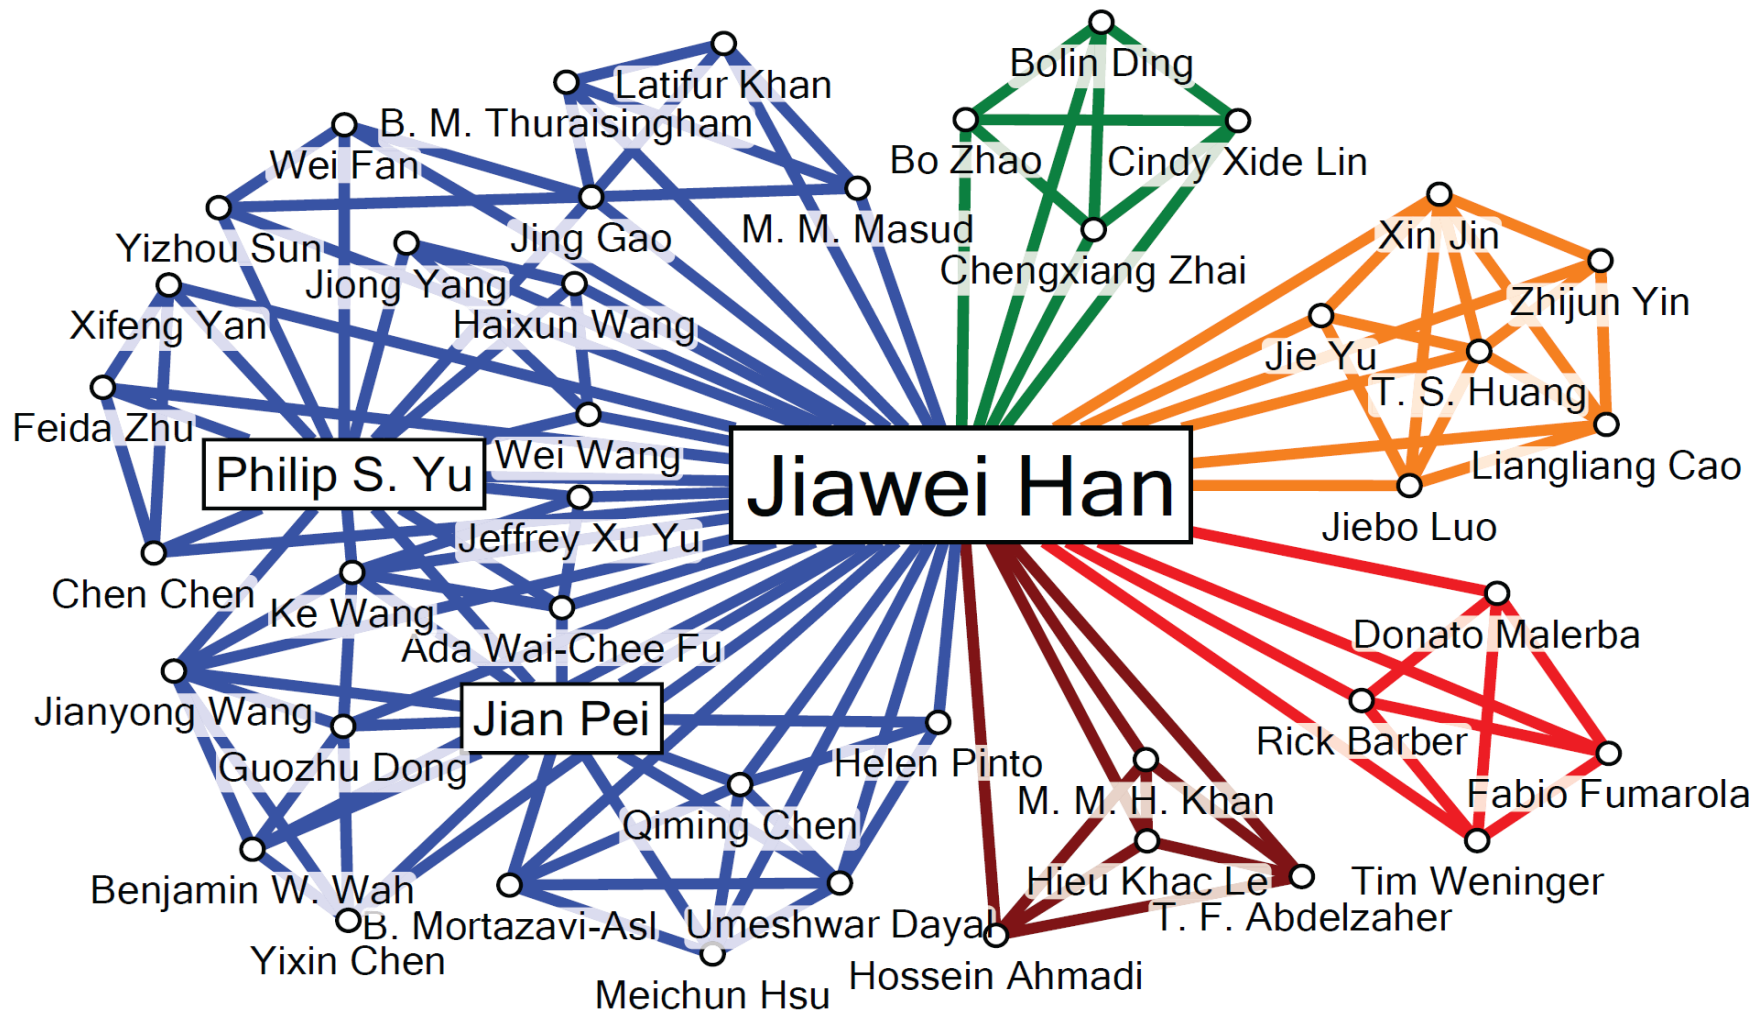 Bolin Ding
Latifur Khan
B. M. Thuraisingham
Wei Fan
Bo Zhao
Cindy Xide Lin
M. M. Masud
Jing Gao
Yizhou Sun
Xin Jin
Chengxiang Zhai
Jiong Yang
Zhijun Yin
Xifeng Yan
Haixun Wang
Jie Yu
T. S. Huang
Feida Zhu
Wei Wang
Liangliang Cao
Philip S. Yu
Jiawei Han
Jiebo Luo
Jeffrey Xu Yu
Chen Chen
Ke Wang
Donato Malerba
Ada Wai-Chee Fu
Jianyong Wang
Jian Pei
Rick Barber
Helen Pinto
Guozhu Dong
Fabio Fumarola
M. M. H. Khan
Qiming Chen
Hieu Khac Le
Tim Weninger
Benjamin W. Wah
T. F. Abdelzaher
B. Mortazavi-Asl
Umeshwar Dayal
Yixin Chen
Hossein Ahmadi
Meichun Hsu